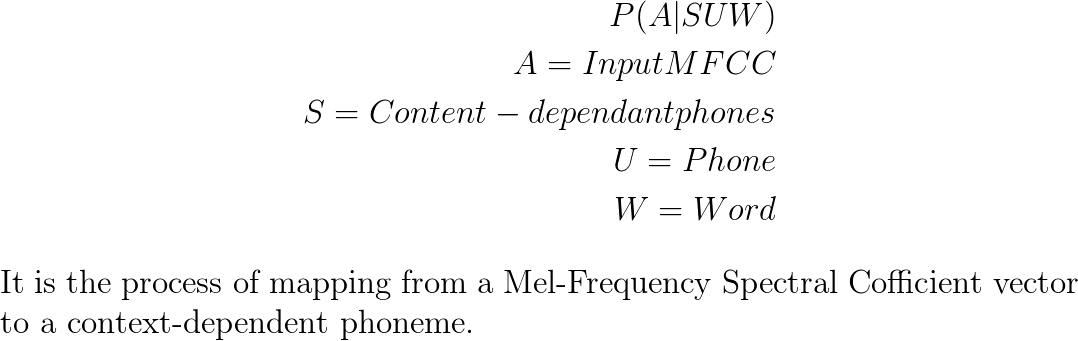 P(A|SUW)
A = InputMFCC
S = Content − dependantphones
U = Phone
W = Word
It is the process of mapping from a Mel-Frequency Spectral Cofficient vector
to a context-dependent phoneme.